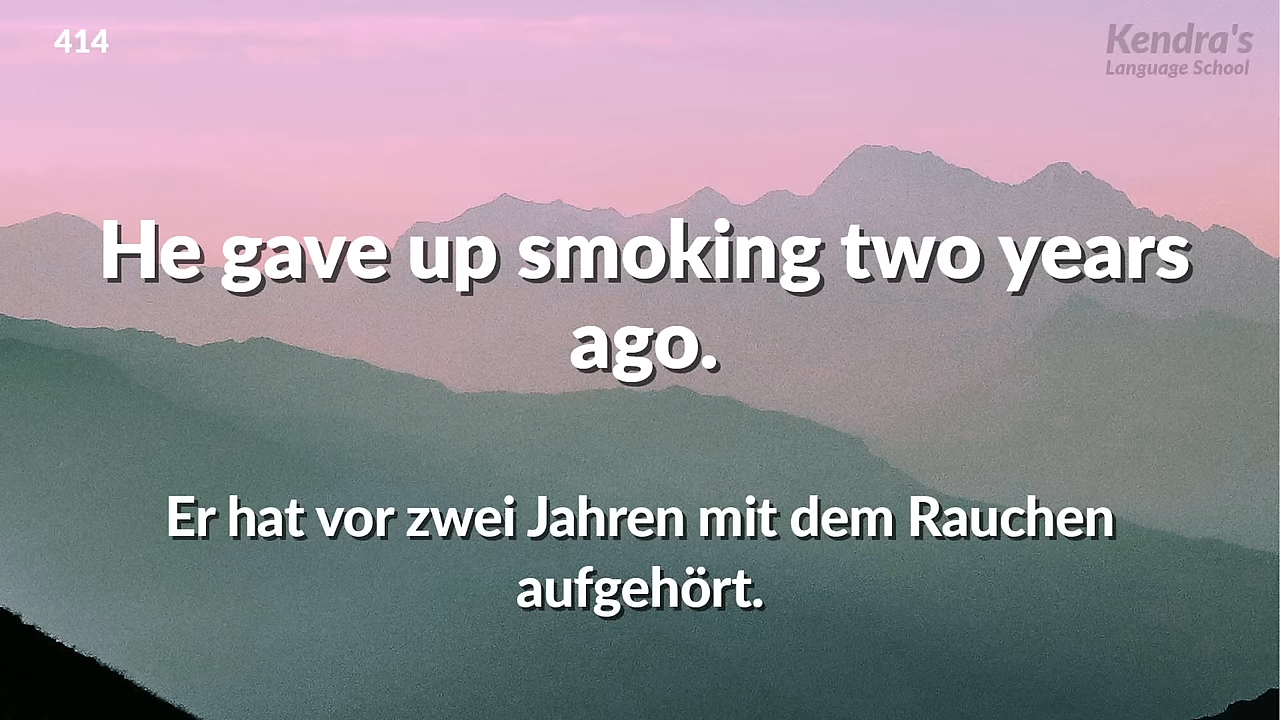 414
Kendra's
Language School
He gave up smoking two years
ago.
Er hat vor zwei Jahren mit dem Rauchen
aufgehört.